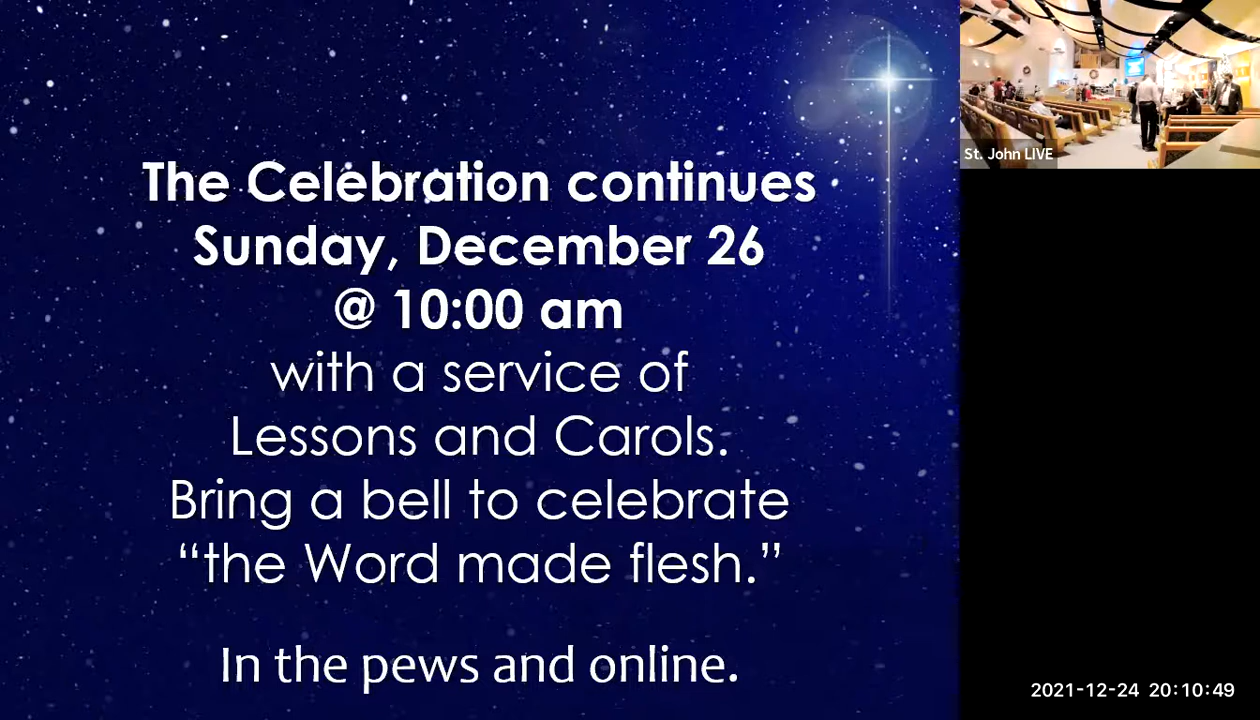 The Celebration continues
Sunday, December 26
@ 10:00 am
with a service of
Lessons and Carols.
Bring a bell to celebrate
“the Word made flesh.”
In the pews and online.
St. John LIVE
2021-12-24 20:10:49